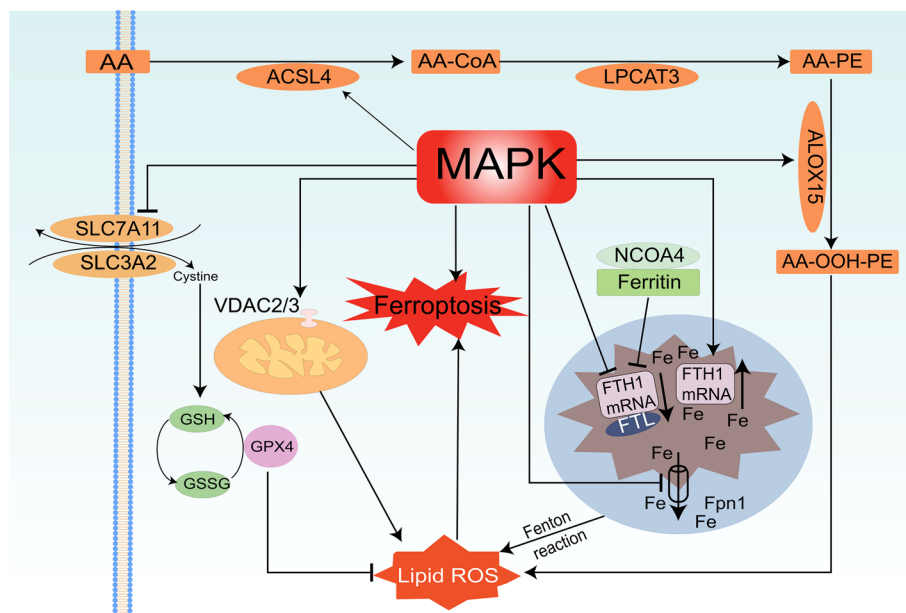 AA
AA-CoA
AA-PE
ACSL4
LPCAT3
ALOX15
MAPK
SLC7A11
SLC3A2
Cystine
NCOA4
Ferritin
AA-OOH-PE
VDAC2/3
Ferroptosis
Fe
Fe
FTH1
mRNA
FTH1
mRNA
FTL
Fe
Fe
Fe
Fe
GSH
GPX4
GSSG
Fe
Fpn1
Fe
Fenton
reaction
Lipid ROS